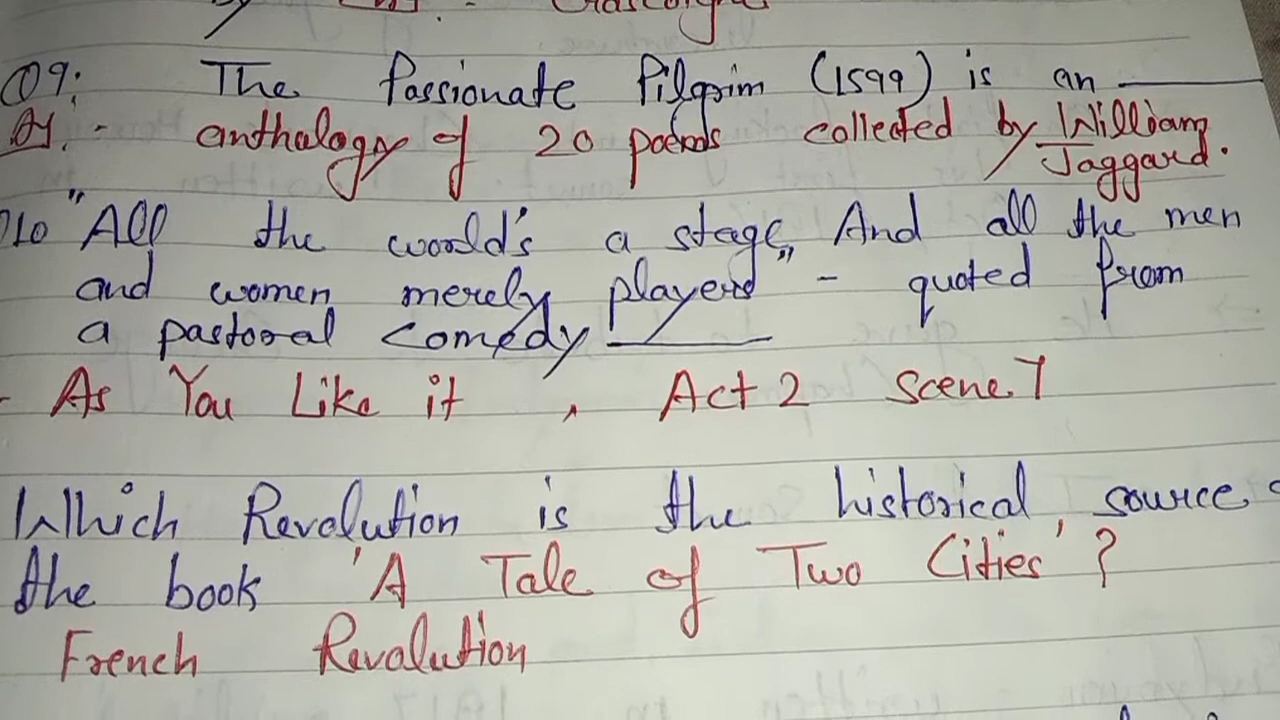 Q9: The Passionate Pilgrim (1599) is an
anthology of 20 poems collected by William
Jaggard.
"All the world's a stage, And all the men
and women merely players" - quoted from
a pastoral comedy
As You Like it, Act 2 Scene 7
Which Revolution is the historical source
the book 'A Tale of Two Cities'?
French Revolution